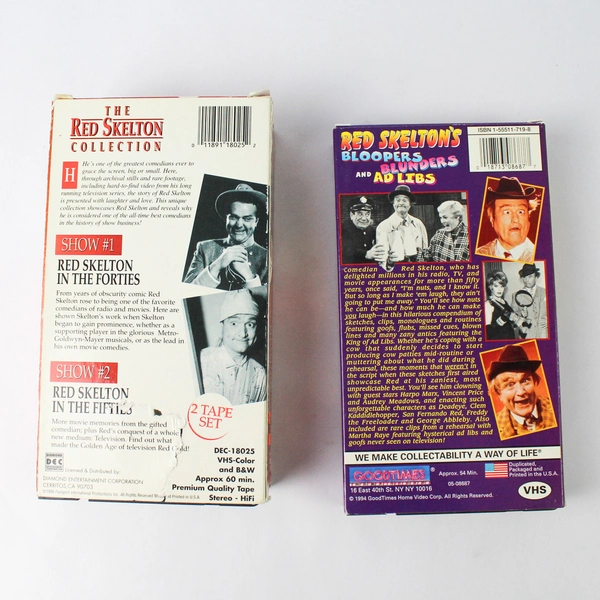 THE
RED SKELTON
COLLECTION
0 11891 18025 2
He's one of the greatest comedians ever to
grace the screen, big or small. Here,
through archival stills and rare footage,
including hard-to-find video from his long
running television series, the story of Red Skelton
is presented with laughter and love. This unique
collection showcases Red Skelton and reveals why
he is considered one of the all-time best comedians
in the history of show business!
SHOW #1
RED SKELTON
IN THE FORTIES
From years of obscurity comic Red
Skelton rose to being one of the favorite
comedians of radio and movies. Here are
shown Skelton's work when Skelton
began to gain prominence, whether as a
supporting player in the glorious Metro-
Goldwyn-Mayer musicals, or as the lead in
his own movie comedies.
SHOW #2
RED SKELTON
IN THE FIFTIES
More movie memories from the gifted
comedian; plus Red's conquest of a whole
new medium: Television. Find out what
made the Golden Age of television Red Gold!
2 TAPE
SET
DEC-18025
VHS-Color
and B&W
Approx 60 min.
Premium Quality Tape
Stereo - HiFi
DIAMOND
DEC
Licensed & Distributed by
DIAMOND ENTERTAINMENT CORPORATION
CERRITOS, CA 90703
RED SKELTON'S
BLOOPERS
BLUNDERS
AND AD LIBS
ISBN 1-55511-719-8
0 18713 08687 7
Comedian Red Skelton, who has
delighted millions in his radio, TV, and
movie appearances for more than fifty
years, once said, "I'm nuts, and I know it.
But so long as I make 'em laugh, they ain't
going to put me away." You'll see how nuts
he can be—and how much he can make
you laugh—in this hilarious compendium of
sketches, clips, monologues and routines
featuring goofs, flubs, missed cues, blown
lines and many zany antics featuring the
King of Ad Libs. Whether he's coping with a
cow that suddenly decides to start
producing cow patties mid-routine or
muttering about what he did during
rehearsal, these moments that weren't in
the script when these sketches first aired
showcase Red at his zaniest, most
unpredictable best. You'll see him clowning
with guest stars Harpo Marx, Vincent Price
and Audrey Meadows, and enacting such
unforgettable characters as Deadeye, Clem
Kaddidlehopper, San Fernando Red, Freddy
the Freeloader and George Appleby. Also
included are rare clips from a rehearsal with
Martha Raye featuring hysterical ad libs and
goofs never seen on television!
WE MAKE COLLECTABILITY A WAY OF LIFE®
GOODTIMES
HOME VIDEO
16 East 40th St. NY NY 10016
© 1994 GoodTimes Home Video Corp. All Rights Reserved.
Approx. 54 Min.
05-08687
Duplicated,
Packaged and
Printed in the U.S.A.
VHS